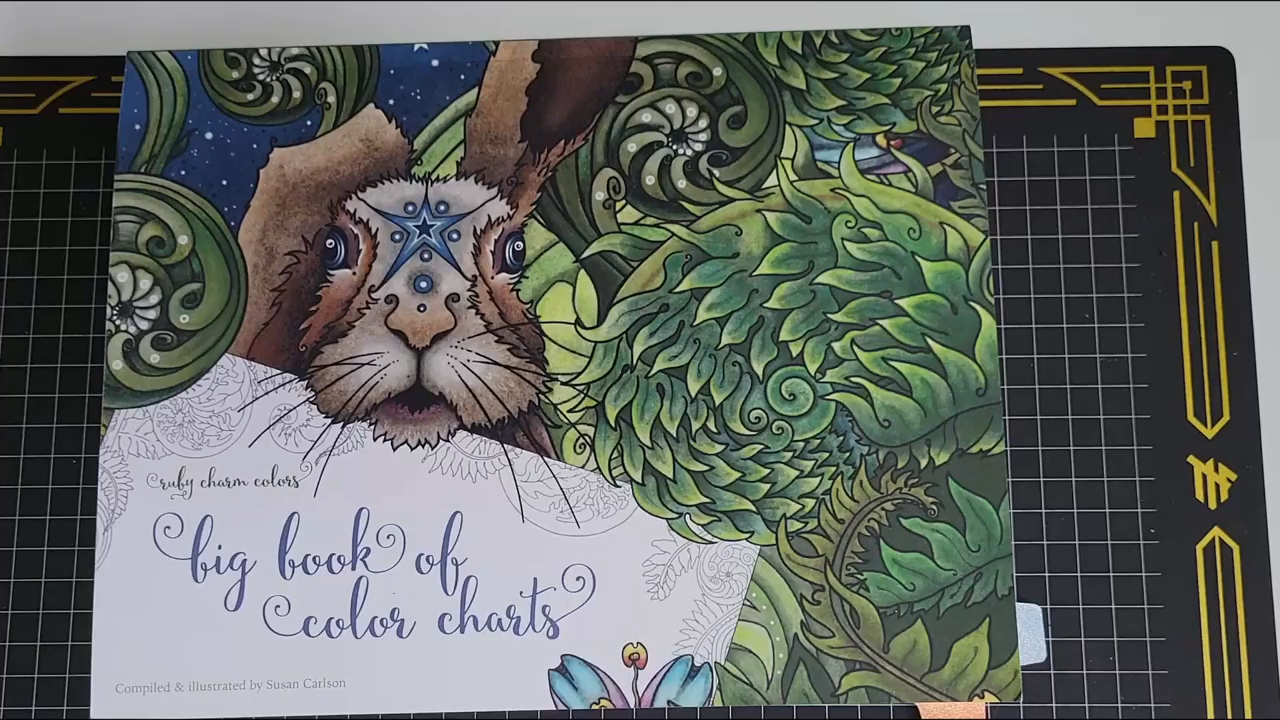 ruby charm colors
big book of
color charts
Compiled & illustrated by Susan Carlson